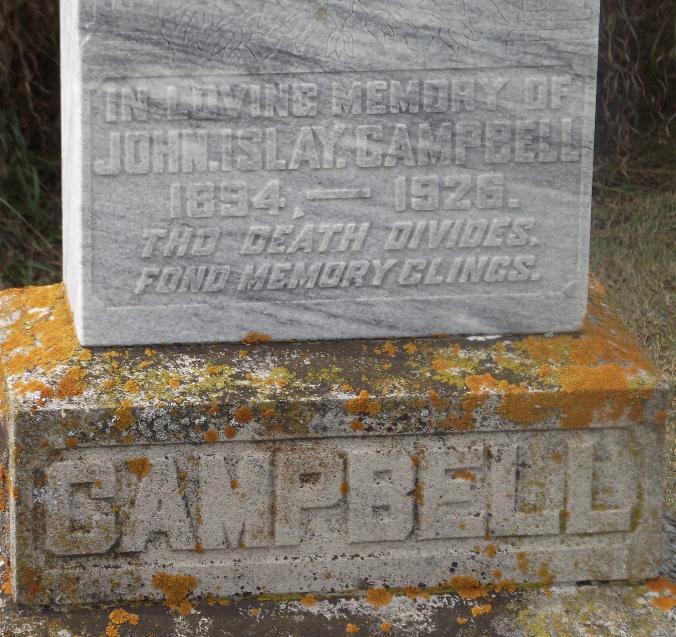 IN LOVING MEMORY OF
JOHN.ISLAY.CAMPBELL
1894, — 1926.
THO DEATH DIVIDES.
FOND MEMORY CLINGS.
CAMPBELL